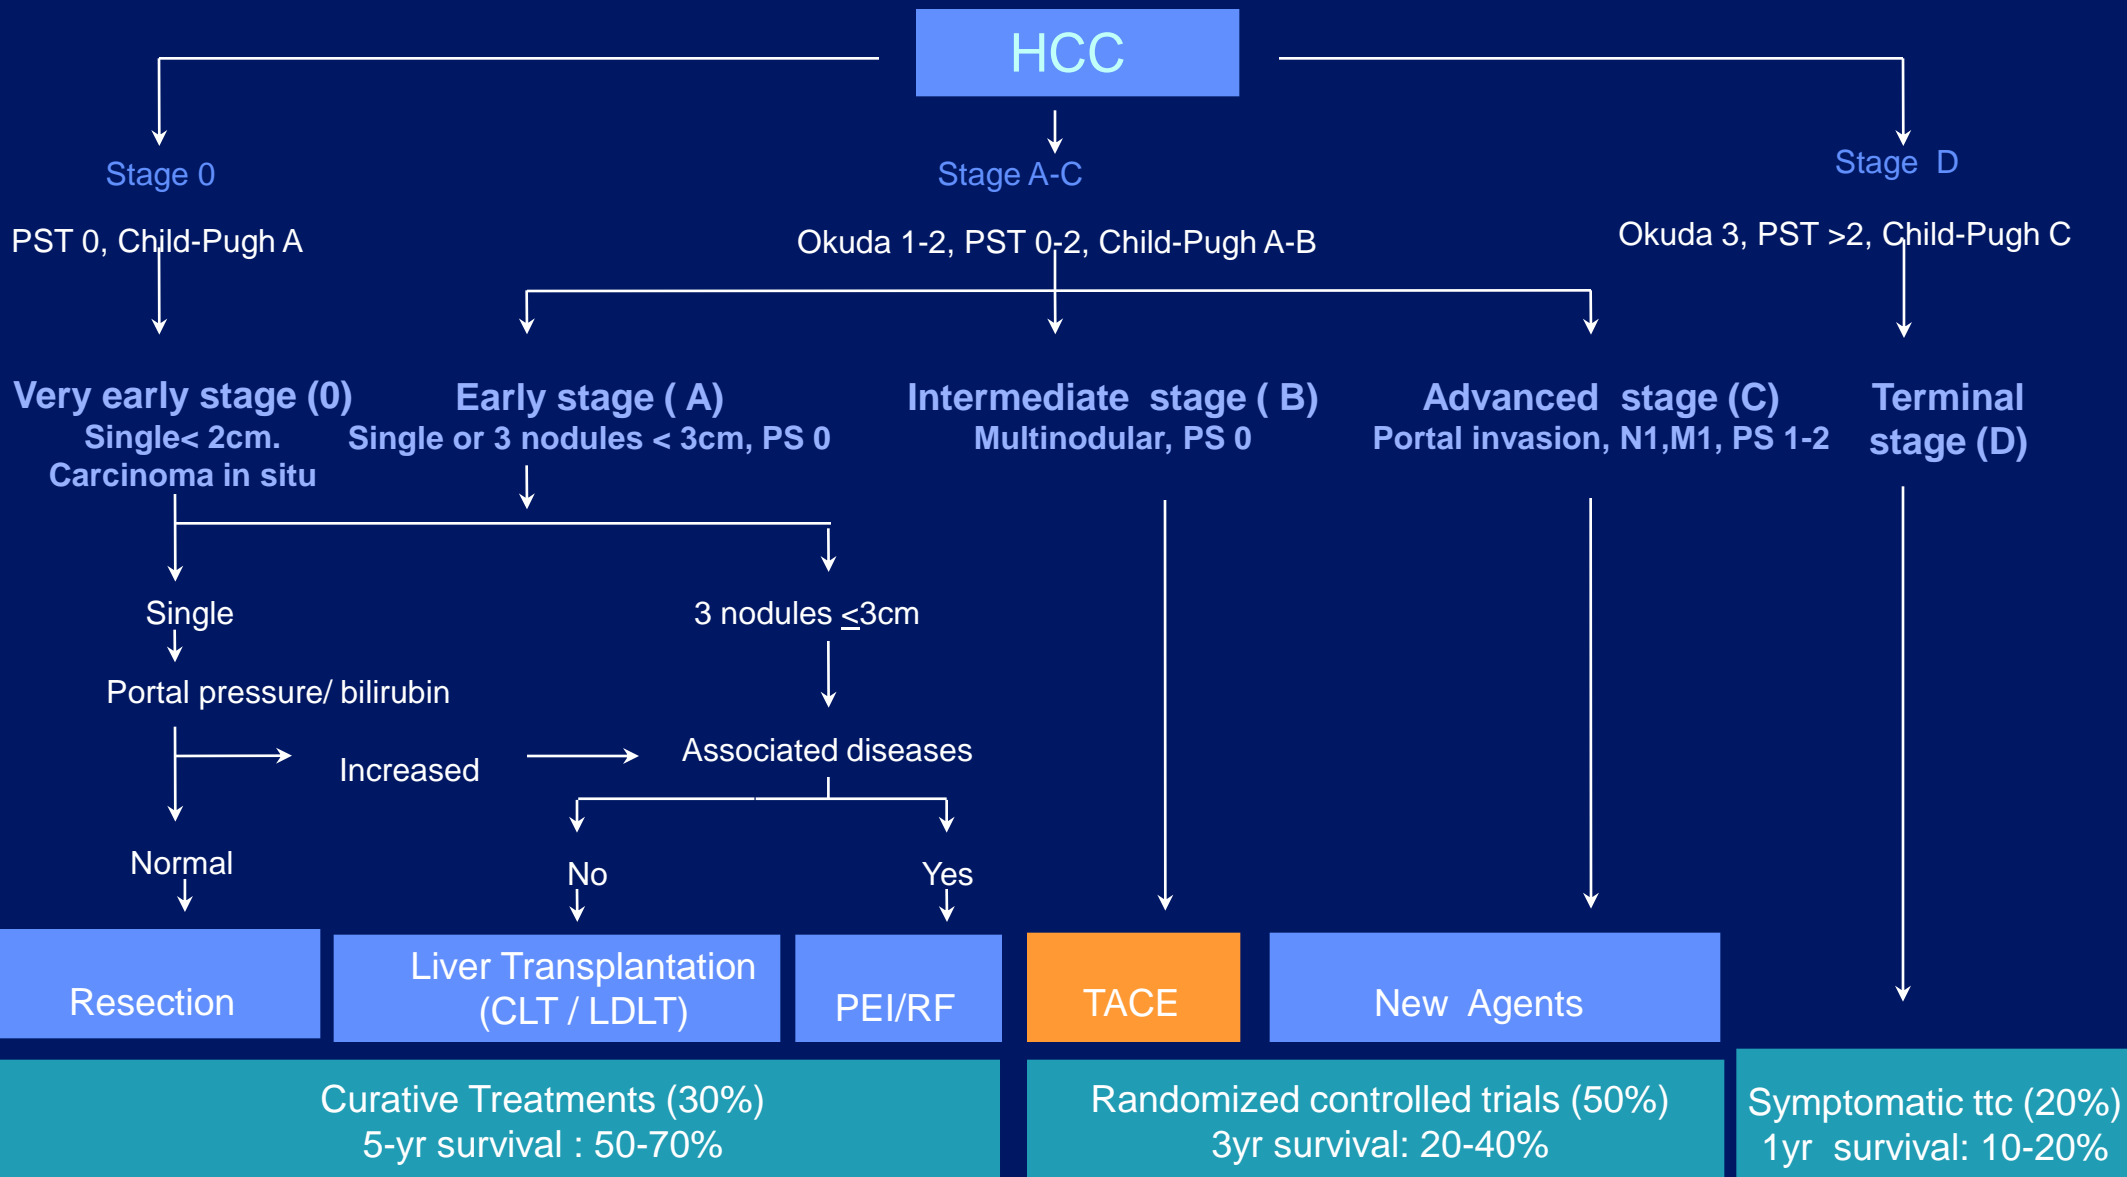 HCC
Stage 0
Stage A-C
Stage D
PST 0, Child-Pugh A
Okuda 1-2, PST 0-2, Child-Pugh A-B
Okuda 3, PST >2, Child-Pugh C
Very early stage (0)
Single< 2cm.
Carcinoma in situ
Early stage ( A)
Single or 3 nodules < 3cm, PS 0
Intermediate stage ( B)
Multinodular, PS 0
Advanced stage (C)
Portal invasion, N1,M1, PS 1-2
Terminal
stage (D)
Single
3 nodules ≤3cm
Portal pressure/ bilirubin
Increased
Associated diseases
Normal
No
Yes
Resection
Liver Transplantation
(CLT / LDLT)
PEI/RF
TACE
New Agents
Curative Treatments (30%)
5-yr survival : 50-70%
Randomized controlled trials (50%)
3yr survival: 20-40%
Symptomatic ttc (20%)
1yr survival: 10-20%